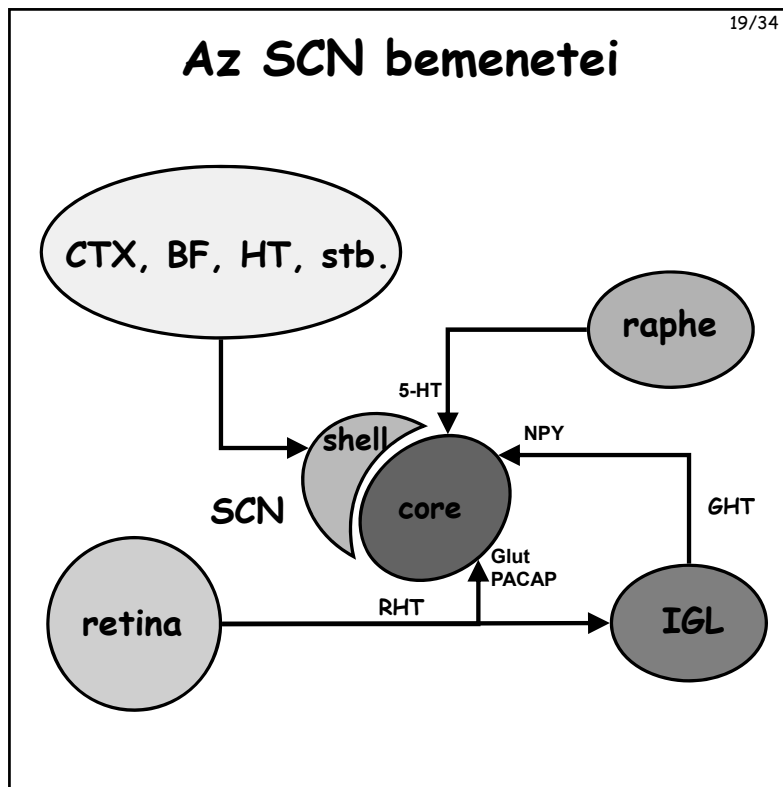 19/34
Az SCN bemenetei
CTX, BF, HT, stb.
raphe
5-HT
shell
NPY
SCN
core
GHT
Glut
PACAP
RHT
retina
IGL